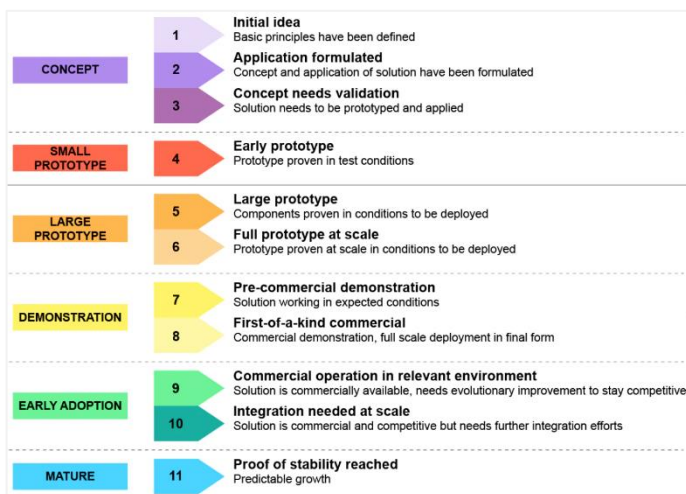 CONCEPT
1
Initial idea
Basic principles have been defined
2
Application formulated
Concept and application of solution have been formulated
3
Concept needs validation
Solution needs to be prototyped and applied
SMALL
PROTOTYPE
4
Early prototype
Prototype proven in test conditions
LARGE
PROTOTYPE
5
Large prototype
Components proven in conditions to be deployed
6
Full prototype at scale
Prototype proven at scale in conditions to be deployed
DEMONSTRATION
7
Pre-commercial demonstration
Solution working in expected conditions
8
First-of-a-kind commercial
Commercial demonstration, full scale deployment in final form
EARLY ADOPTION
9
Commercial operation in relevant environment
Solution is commercially available, needs evolutionary improvement to stay competitive
10
Integration needed at scale
Solution is commercial and competitive but needs further integration efforts
MATURE
11
Proof of stability reached
Predictable growth